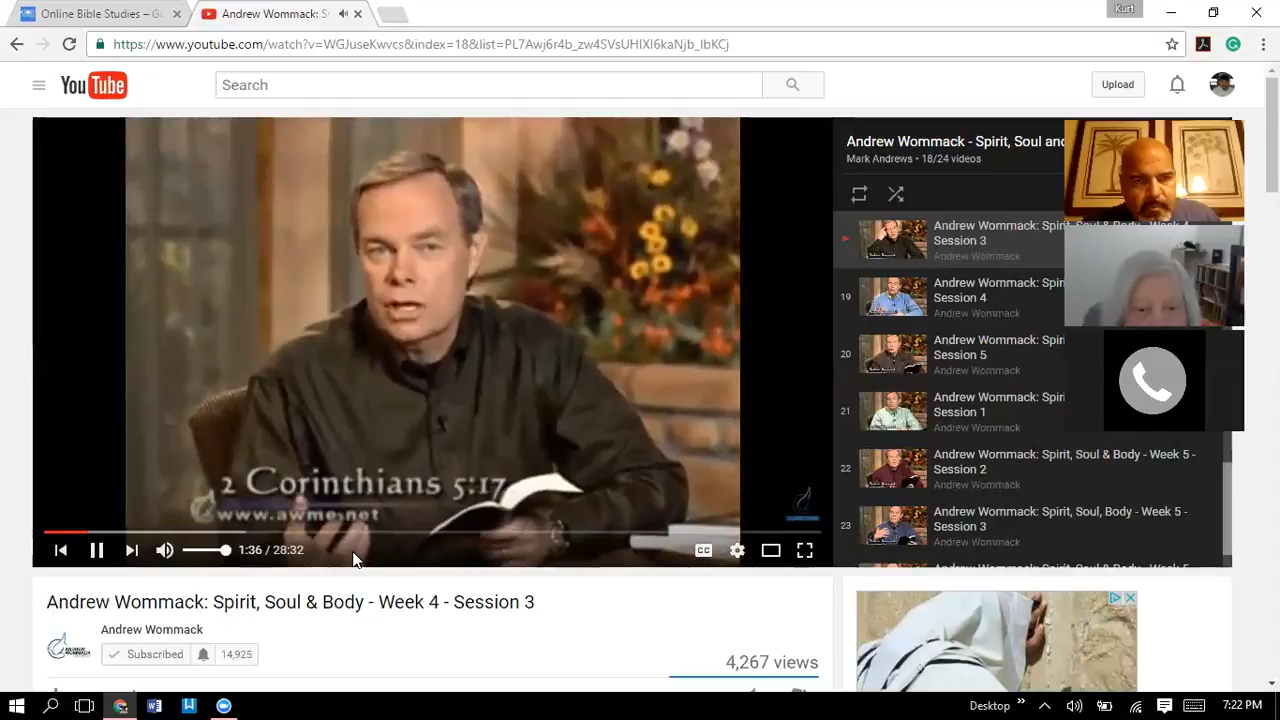 Online Bible Studies – Go
Andrew Wommack: S
Kurt
https://www.youtube.com/watch?v=WGJuseKwvcs&index=18&list=PL7Awj6r4b_zw4SVsUHIXI6kaNjb_IbKCj
YouTube
Search
Upload
Andrew Wommack - Spirit, Soul and
Mark Andrews • 18/24 videos
Andrew Wommack: Spirit, Soul & Body - Week 4 -
Session 3
Andrew Wommack
19
Andrew Wommack: Spiri
Session 4
Andrew Wommack
20
Andrew Wommack: Spiri
Session 5
Andrew Wommack
21
Andrew Wommack: Spiri
Session 1
Andrew Wommack
22
Andrew Wommack: Spirit, Soul & Body - Week 5 -
Session 2
Andrew Wommack
23
Andrew Wommack: Spirit, Soul, Body - Week 5 -
Session 3
Andrew Wommack
2 Corinthians 5:17
www.awme.net
1:36 / 28:32
CC
Andrew Wommack: Spirit, Soul & Body - Week 4 - Session 3
Andrew Wommack
Subscribed 14,925
4,267 views
Desktop
7:22 PM